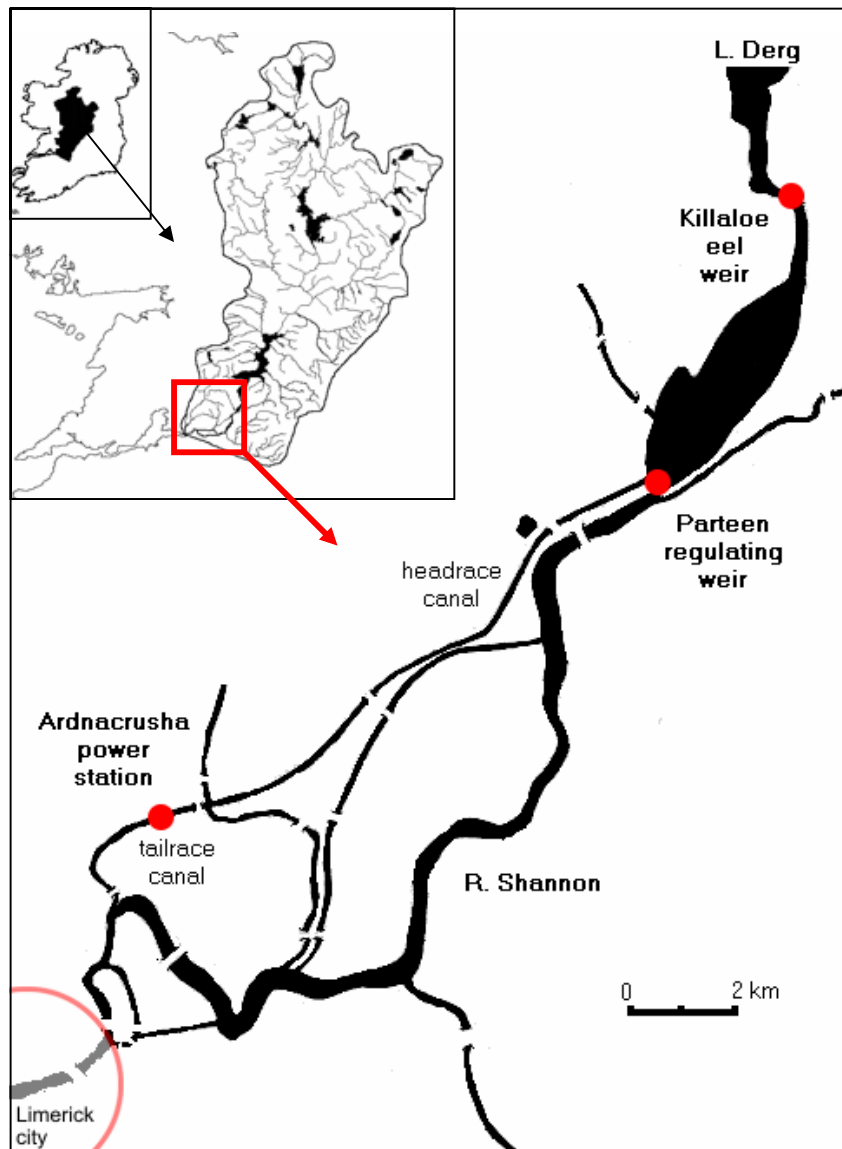 L. Derg
Killaloe
eel
weir
Parteen
regulating
weir
headrace
canal
Ardnacrusha
power
station
tailrace
canal
R. Shannon
0 2 km
Limerick
city